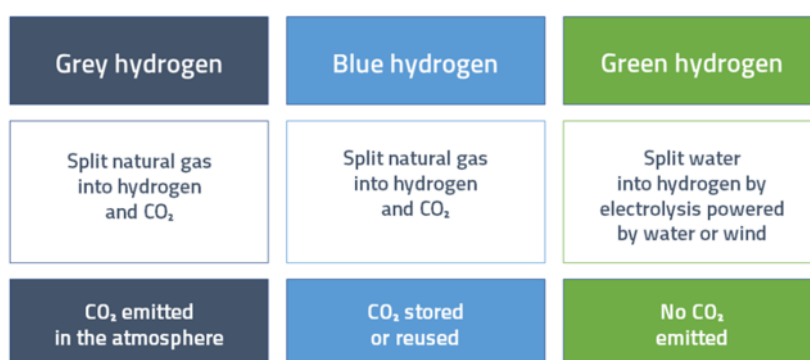 Grey hydrogen
Blue hydrogen
Green hydrogen
Split natural gas
into hydrogen
and CO₂
Split natural gas
into hydrogen
and CO₂
Split water
into hydrogen by
electrolysis powered
by water or wind
CO₂ emitted
in the atmosphere
CO₂ stored
or reused
No CO₂
emitted